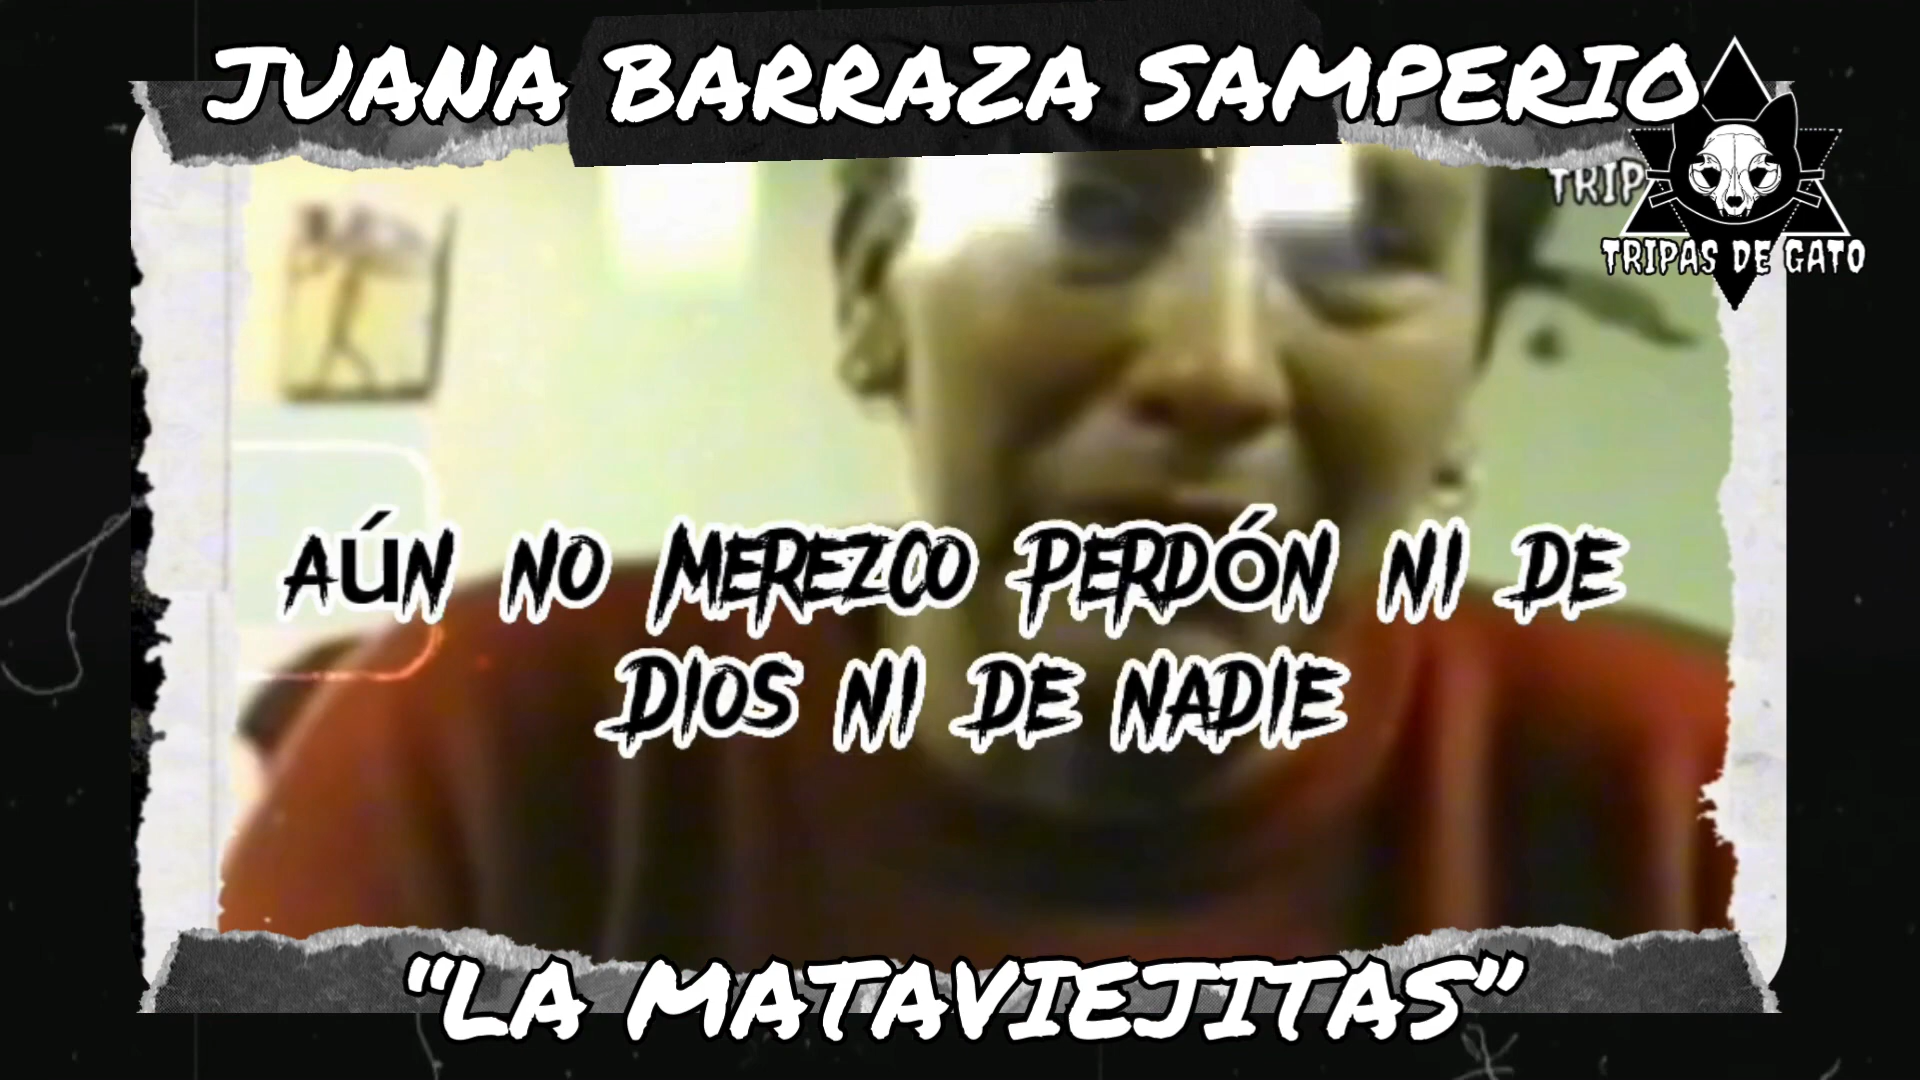 JUANA BARRAZA SAMPERIO
TRIP
TRIPAS DE GATO
AÚN NO MEREZCO PERDÓN NI DE
DIOS NI DE NADIE
“LA MATAVIEJITAS”